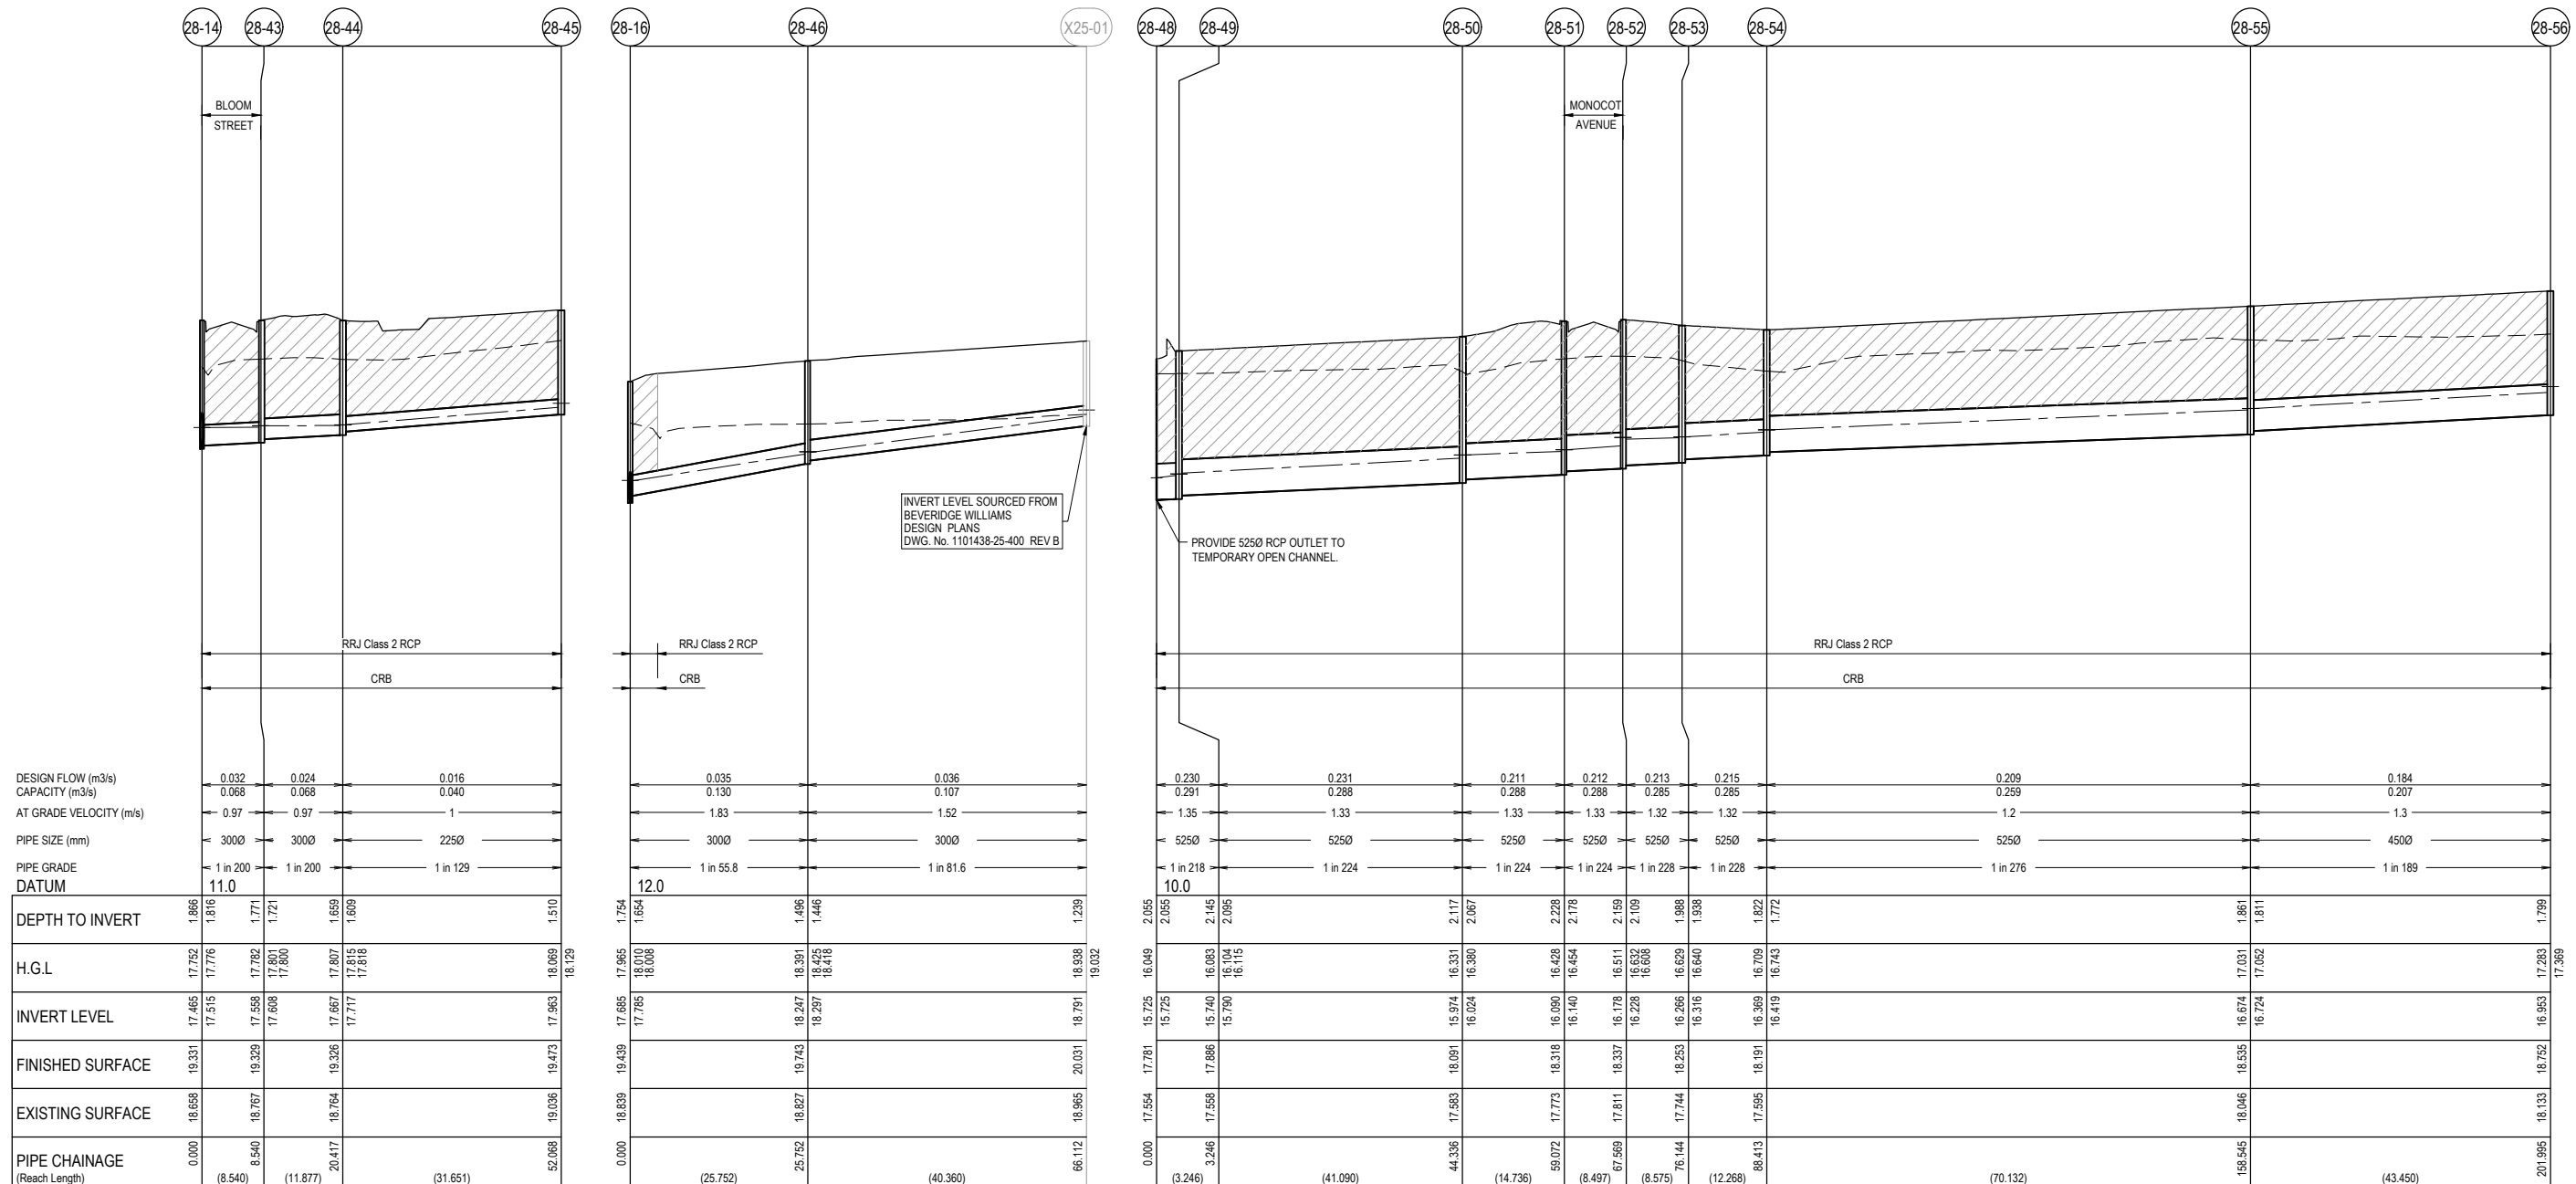 28-14 28-43 28-44 28-45 28-16 28-46 X25-01 28-48 28-49 28-50 28-51 28-52 28-53 28-54 28-55 28-56
BLOOM
STREET
MONOCOT
AVENUE
INVERT LEVEL SOURCED FROM
BEVERIDGE WILLIAMS
DESIGN PLANS
DWG. No. 1101438-25-400 REV B
PROVIDE 525Ø RCP OUTLET TO
TEMPORARY OPEN CHANNEL.
RRJ Class 2 RCP RRJ Class 2 RCP RRJ Class 2 RCP
CRB CRB CRB
DESIGN FLOW (m3/s) 0.032 0.024 0.016 0.035 0.036 0.230 0.231 0.211 0.212 0.213 0.215 0.209 0.184
CAPACITY (m3/s) 0.068 0.068 0.040 0.130 0.107 0.291 0.288 0.288 0.288 0.285 0.285 0.259 0.207
AT GRADE VELOCITY (m/s) 0.97 0.97 1 1.83 1.52 1.35 1.33 1.33 1.33 1.32 1.32 1.2 1.3
PIPE SIZE (mm) 300Ø 300Ø 225Ø 300Ø 300Ø 525Ø 525Ø 525Ø 525Ø 525Ø 525Ø 525Ø 450Ø
PIPE GRADE 1 in 200 1 in 200 1 in 129 1 in 55.8 1 in 81.6 1 in 218 1 in 224 1 in 224 1 in 224 1 in 228 1 in 228 1 in 276 1 in 189
DATUM 11.0 12.0 10.0
DEPTH TO INVERT 1.866 1.816 1.771 1.721 1.659 1.609 1.510 1.754 1.654 1.496 1.446 1.239 2.055 2.055 2.145 2.095 2.117 2.067 2.228 2.178 2.159 2.109 1.988 1.938 1.822 1.772 1.861 1.811 1.799
H.G.L 17.752 17.776 17.782 17.801 17.800 17.807 17.815 17.818 18.069 18.129 17.965 18.010 18.008 18.391 18.425 18.418 18.938 19.032 16.049 16.083 16.104 16.115 16.331 16.380 16.428 16.454 16.511 16.632 16.608 16.629 16.640 16.709 16.743 17.031 17.052 17.283 17.369
INVERT LEVEL 17.465 17.515 17.558 17.608 17.667 17.717 17.963 17.685 17.785 18.247 18.297 18.791 15.725 15.725 15.740 15.790 15.974 16.024 16.090 16.140 16.178 16.228 16.266 16.316 16.369 16.419 16.674 16.724 16.953
FINISHED SURFACE 19.331 19.329 19.326 19.473 19.439 19.743 20.031 17.781 17.886 18.091 18.318 18.337 18.253 18.191 18.535 18.752
EXISTING SURFACE 18.658 18.767 18.764 19.036 18.839 18.827 18.965 17.554 17.558 17.583 17.773 17.811 17.744 17.595 18.046 18.133
PIPE CHAINAGE 0.000 8.540 20.417 52.068 0.000 25.752 66.112 0.000 3.246 44.336 59.072 67.569 76.144 88.413 158.545 201.995
(Reach Length) (8.540) (11.877) (31.651) (25.752) (40.360) (3.246) (41.090) (14.736) (8.497) (8.575) (12.268) (70.132) (43.450)